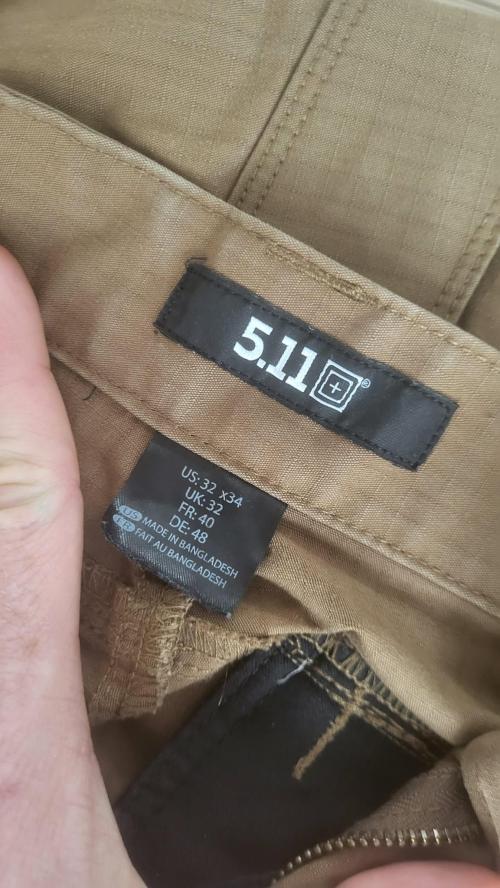 5.11®
US:32 x34
UK:32
FR:40
DE:48
US MADE IN BANGLADESH
FR FAIT AU BANGLADESH